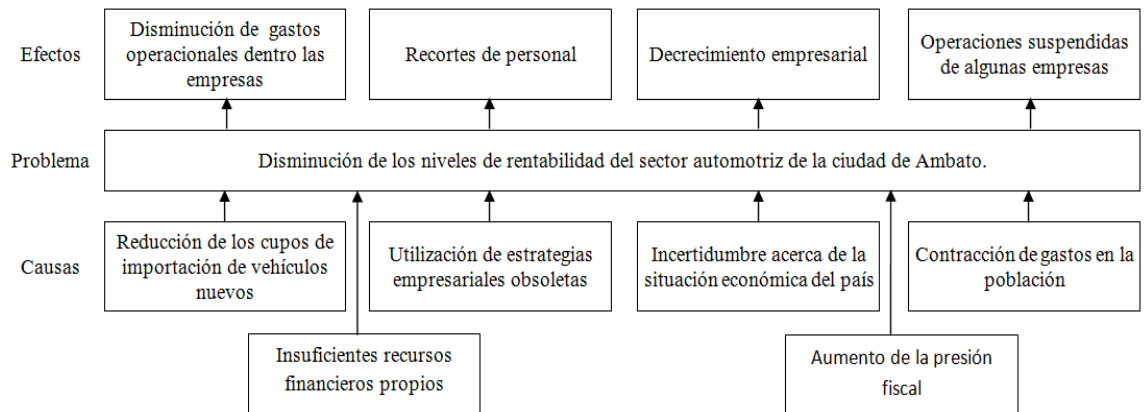 Efectos
Disminución de gastos
operacionales dentro las
empresas
Recortes de personal
Decrecimiento empresarial
Operaciones suspendidas
de algunas empresas
Problema
Disminución de los niveles de rentabilidad del sector automotriz de la ciudad de Ambato.
Causas
Reducción de los cupos de
importación de vehículos
nuevos
Utilización de estrategias
empresariales obsoletas
Incertidumbre acerca de la
situación económica del país
Contracción de gastos en la
población
Insuficientes recursos
financieros propios
Aumento de la presión
fiscal